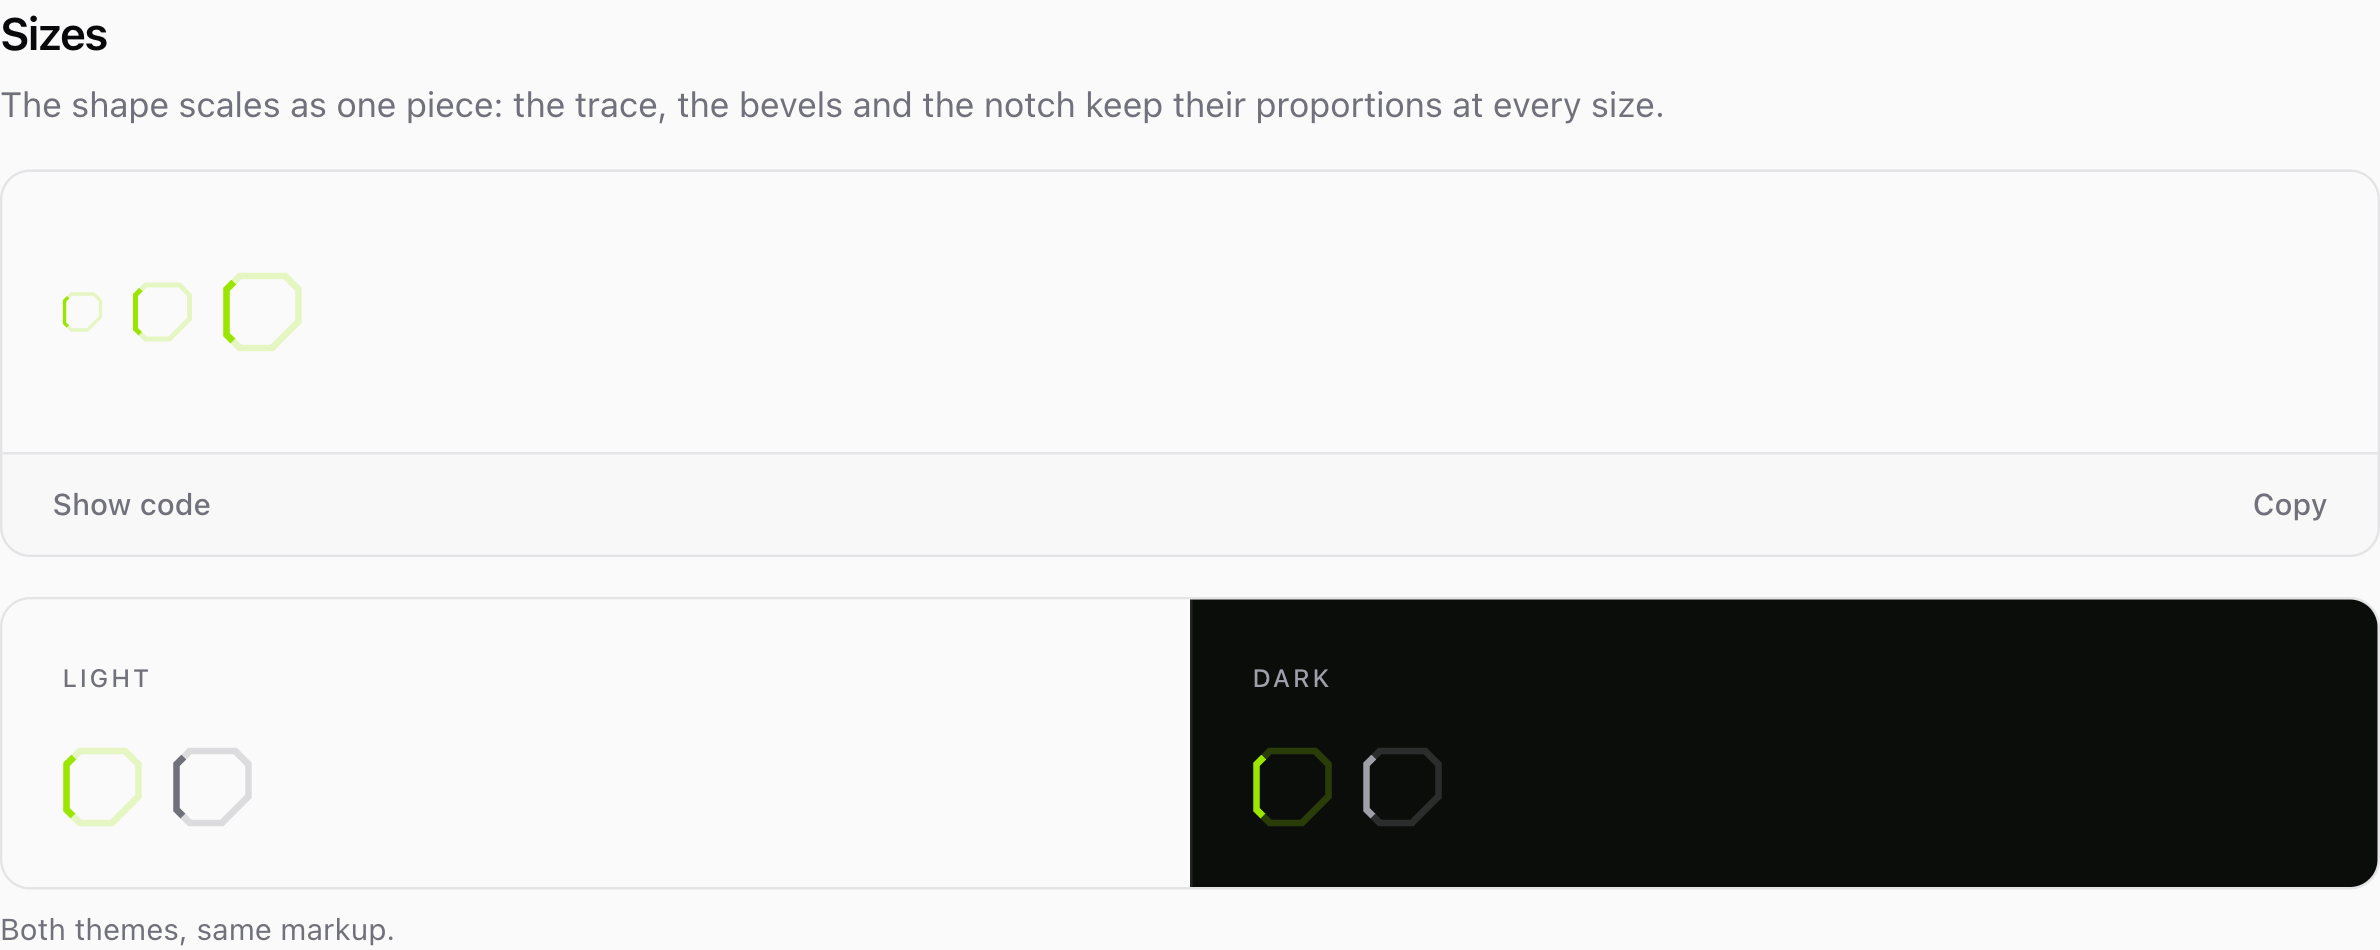 Sizes
The shape scales as one piece: the trace, the bevels and the notch keep their proportions at every size.
Show code
Copy
LIGHT
DARK
Both themes, same markup.